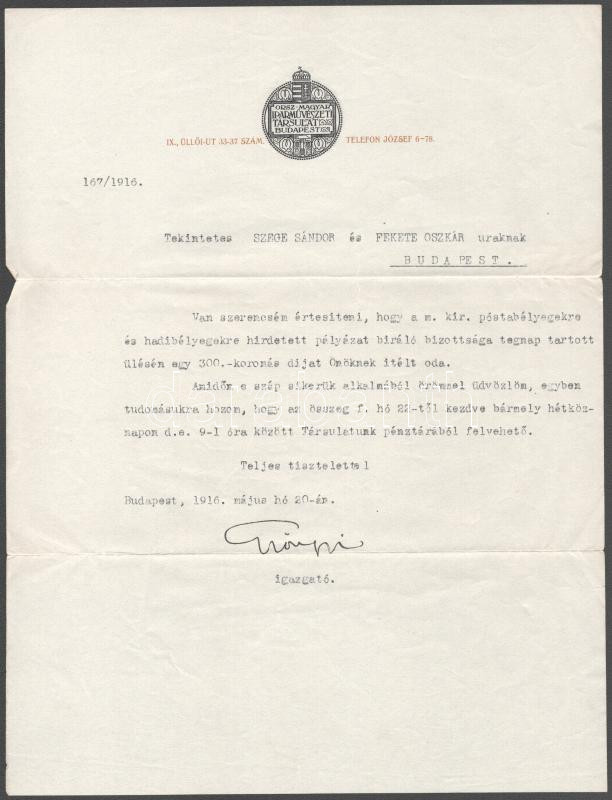 ORSZ·MAGYAR
IPARMŰVÉSZETI
TÁRSULAT
BUDAPEST
IX., ÜLLŐI-UT 33-37 SZÁM. TELEFON JÓZSEF 6-78.
167/1916.
Tekintetes SZEGE SÁNDOR és FEKETE OSZKÁR uraknak
BUDAPEST.
Van szerencsém értesiteni, hogy a m. kir. póstabélyegekre
és hadibélyegekre hirdetett pályázat biráló bizottsága tegnap tartott
ülésén egy 300.-koronás dijat Önöknek itélt oda.
Amidőn e szép sikerük alkalmából örömmel üdvözlöm, egyben
tudomásukra hozom, hogy az összeg f. hó 22-től kezdve bármely hétköz-
napon d.e. 9-1 óra között Társulatunk pénztárából felvehető.
Teljes tisztelettel
Budapest, 1916. május hó 20-án.
igazgató.